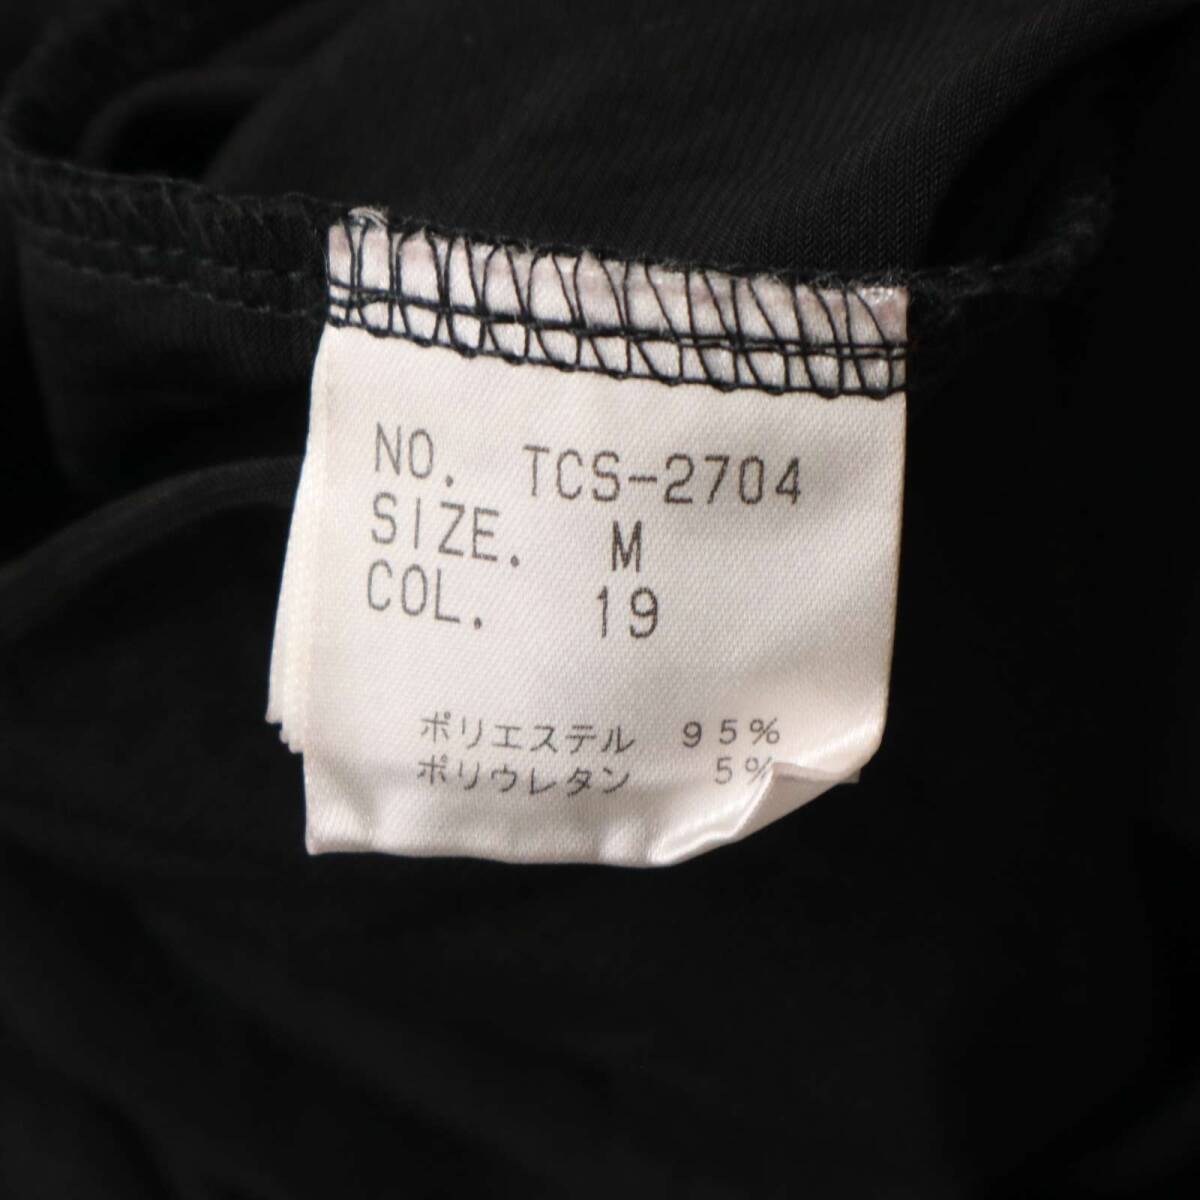 NO. TCS-2704
SIZE. M
COL. 19
ポリエステル 95%
ポリウレタン 5%